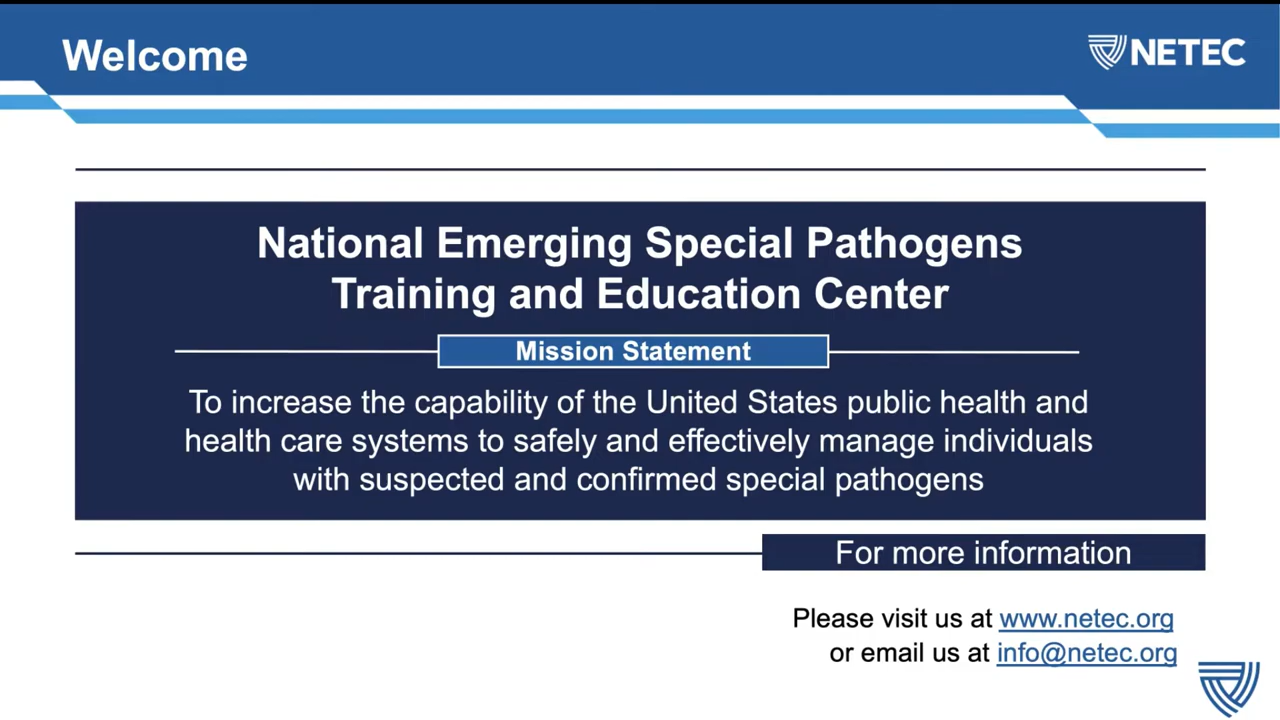 Welcome
NETEC
National Emerging Special Pathogens
Training and Education Center
Mission Statement
To increase the capability of the United States public health and
health care systems to safely and effectively manage individuals
with suspected and confirmed special pathogens
For more information
Please visit us at www.netec.org
or email us at info@netec.org